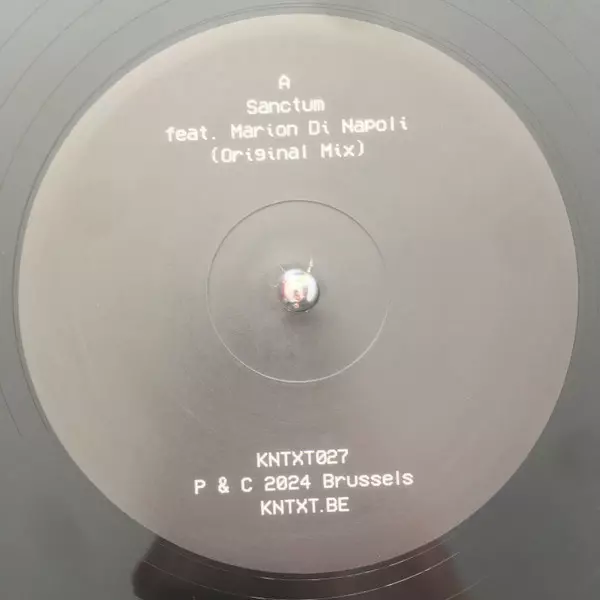 A
Sanctum
feat. Marion Di Napoli
(Original Mix)
KNTXT027
P & C 2024 Brussels
KNTXT.BE